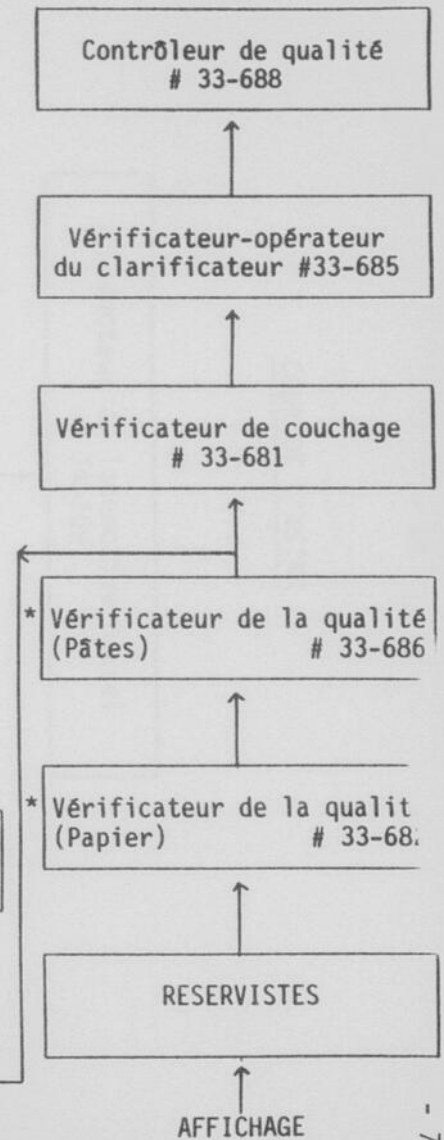 Contrôleur de qualité
# 33-688
Vérificateur-opérateur
du clarificateur #33-685
Vérificateur de couchage
# 33-681
* Vérificateur de la qualité
(Pâtes) # 33-686
* Vérificateur de la qualit
(Papier) # 33-68
RESERVISTES
AFFICHAGE